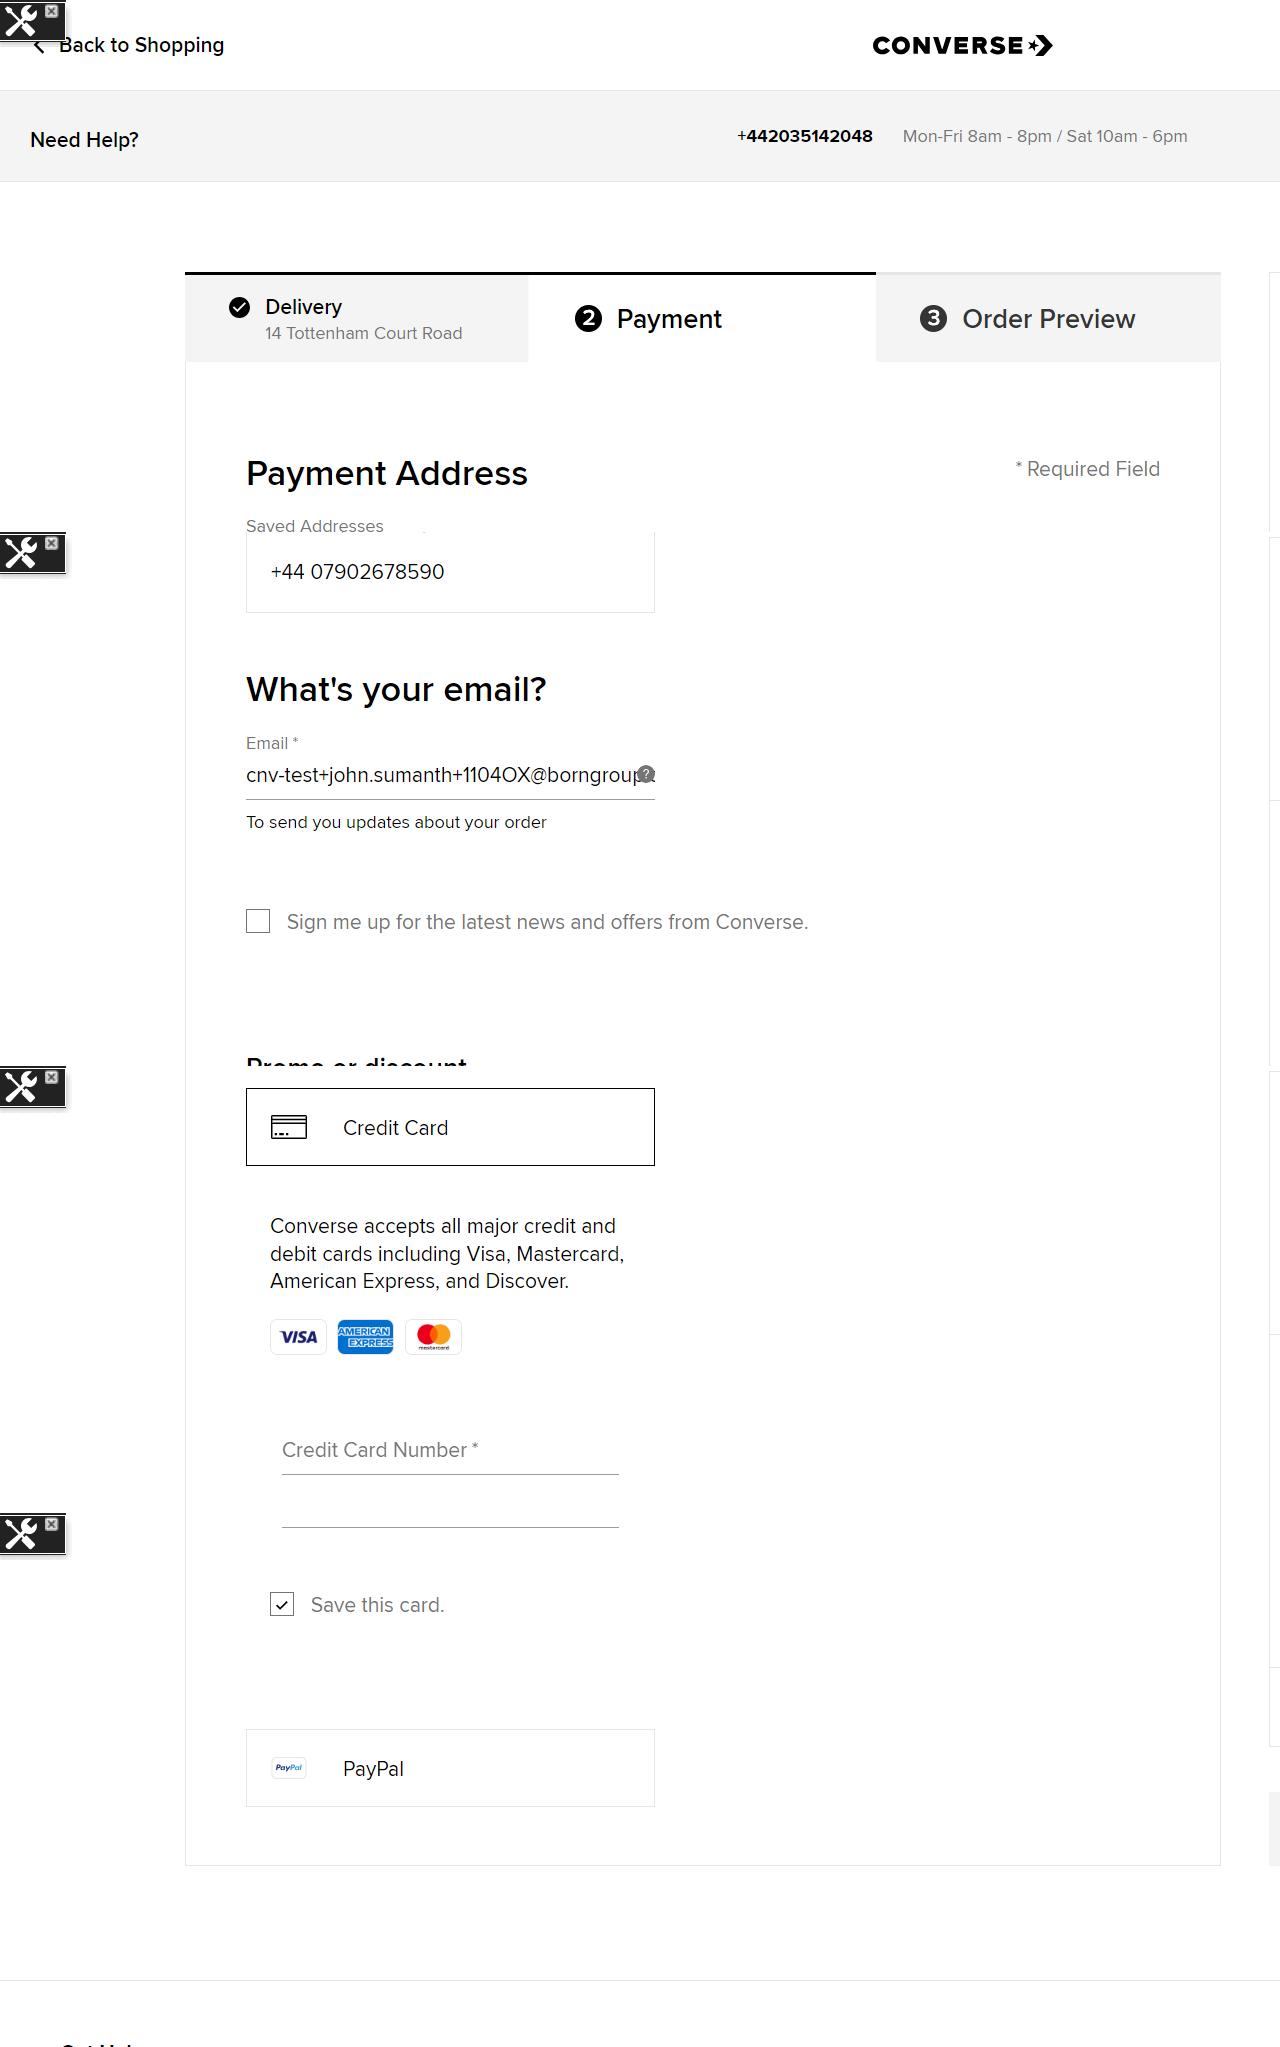 Back to Shopping
CONVERSE
Need Help?
+442035142048 Mon-Fri 8am - 8pm / Sat 10am - 6pm
Delivery
14 Tottenham Court Road
2 Payment
3 Order Preview
Payment Address
* Required Field
Saved Addresses
+44 07902678590
What's your email?
Email *
cnv-test+john.sumanth+1104OX@borngroup
?
To send you updates about your order
Sign me up for the latest news and offers from Converse.
Promo or discount
Credit Card
Converse accepts all major credit and
debit cards including Visa, Mastercard,
American Express, and Discover.
VISA
AMERICAN
EXPRESS
mastercard
Credit Card Number *
Save this card.
PayPal PayPal